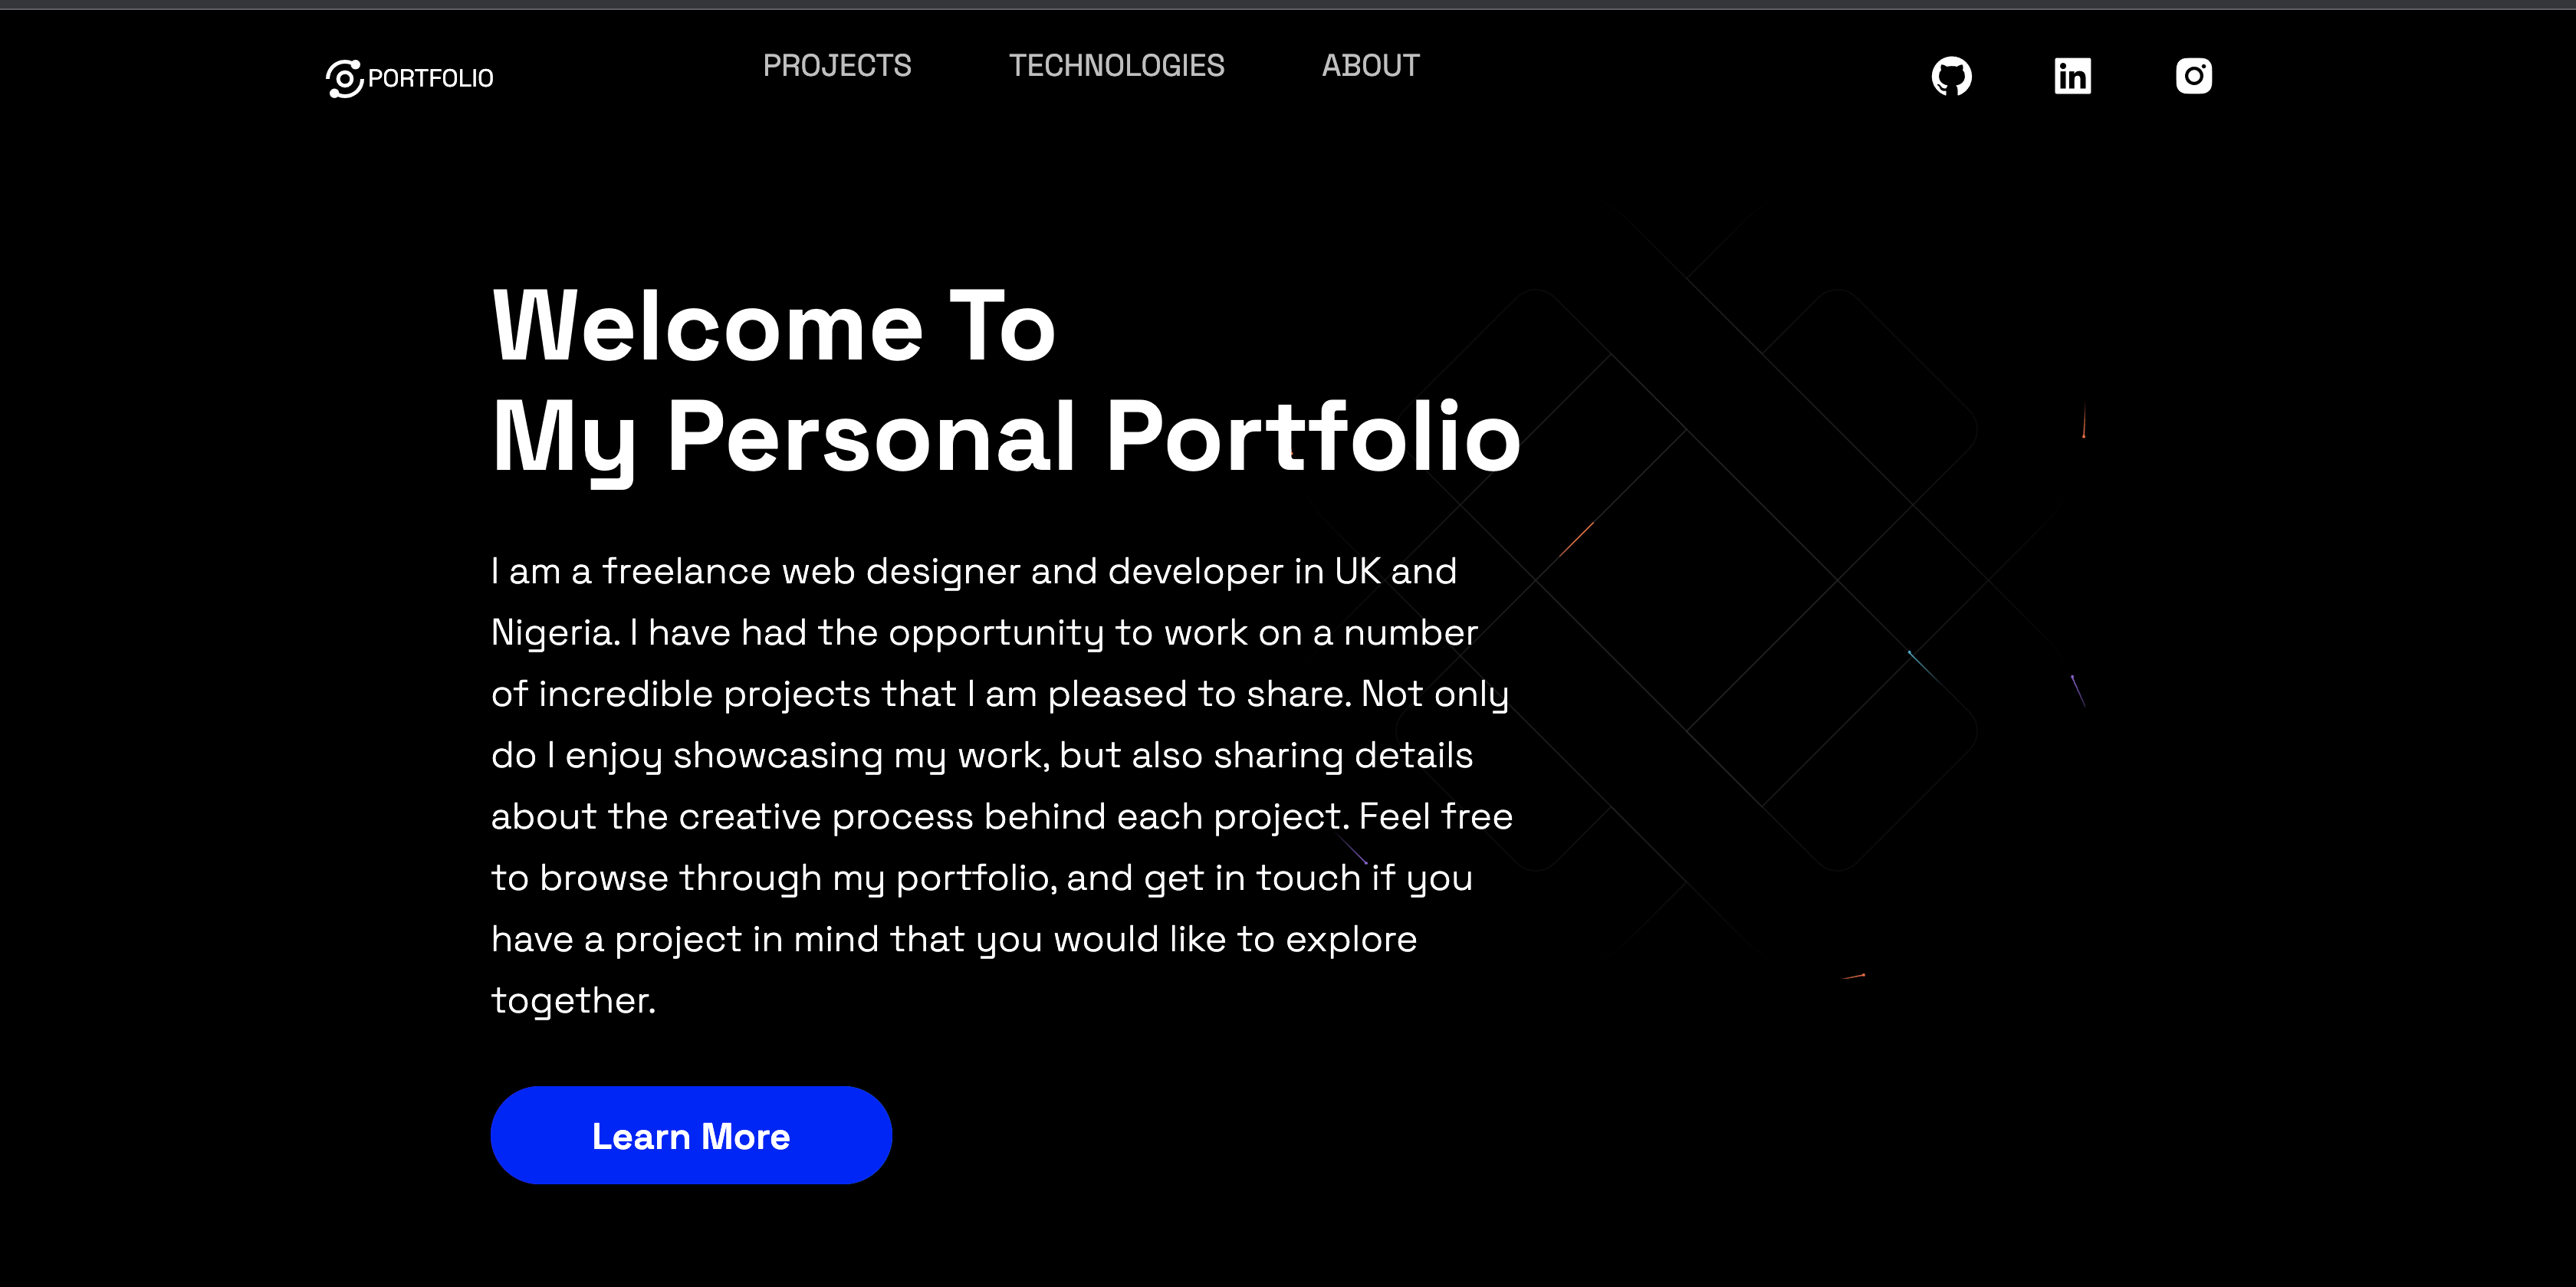 PORTFOLIO
PROJECTS
TECHNOLOGIES
ABOUT
in
Welcome To
My Personal Portfolio
I am a freelance web designer and developer in UK and
Nigeria. I have had the opportunity to work on a number
of incredible projects that I am pleased to share. Not only
do I enjoy showcasing my work, but also sharing details
about the creative process behind each project. Feel free
to browse through my portfolio, and get in touch if you
have a project in mind that you would like to explore
together.
Learn More